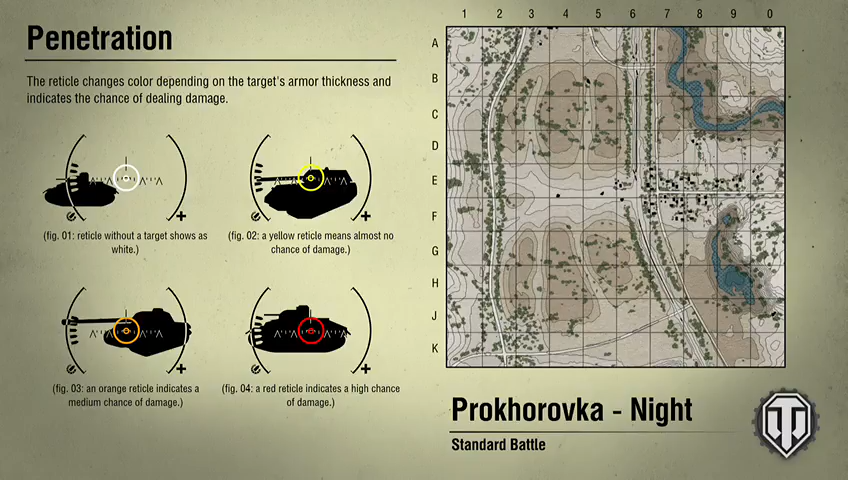 Penetration
The reticle changes color depending on the target's armor thickness and
indicates the chance of dealing damage.
(fig. 01: reticle without a target shows as
white.)
(fig. 02: a yellow reticle means almost no
chance of damage.)
(fig. 03: an orange reticle indicates a
medium chance of damage.)
(fig. 04: a red reticle indicates a high chance
of damage.)
1 2 3 4 5 6 7 8 9 0
A
B
C
D
E
F
G
H
J
K
Prokhorovka - Night
Standard Battle